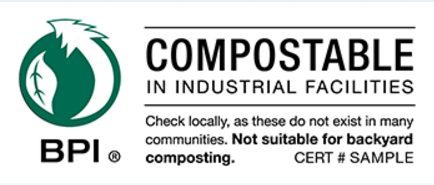 COMPOSTABLE
IN INDUSTRIAL FACILITIES
Check locally, as these do not exist in many
communities. Not suitable for backyard
composting. CERT # SAMPLE
BPI ®